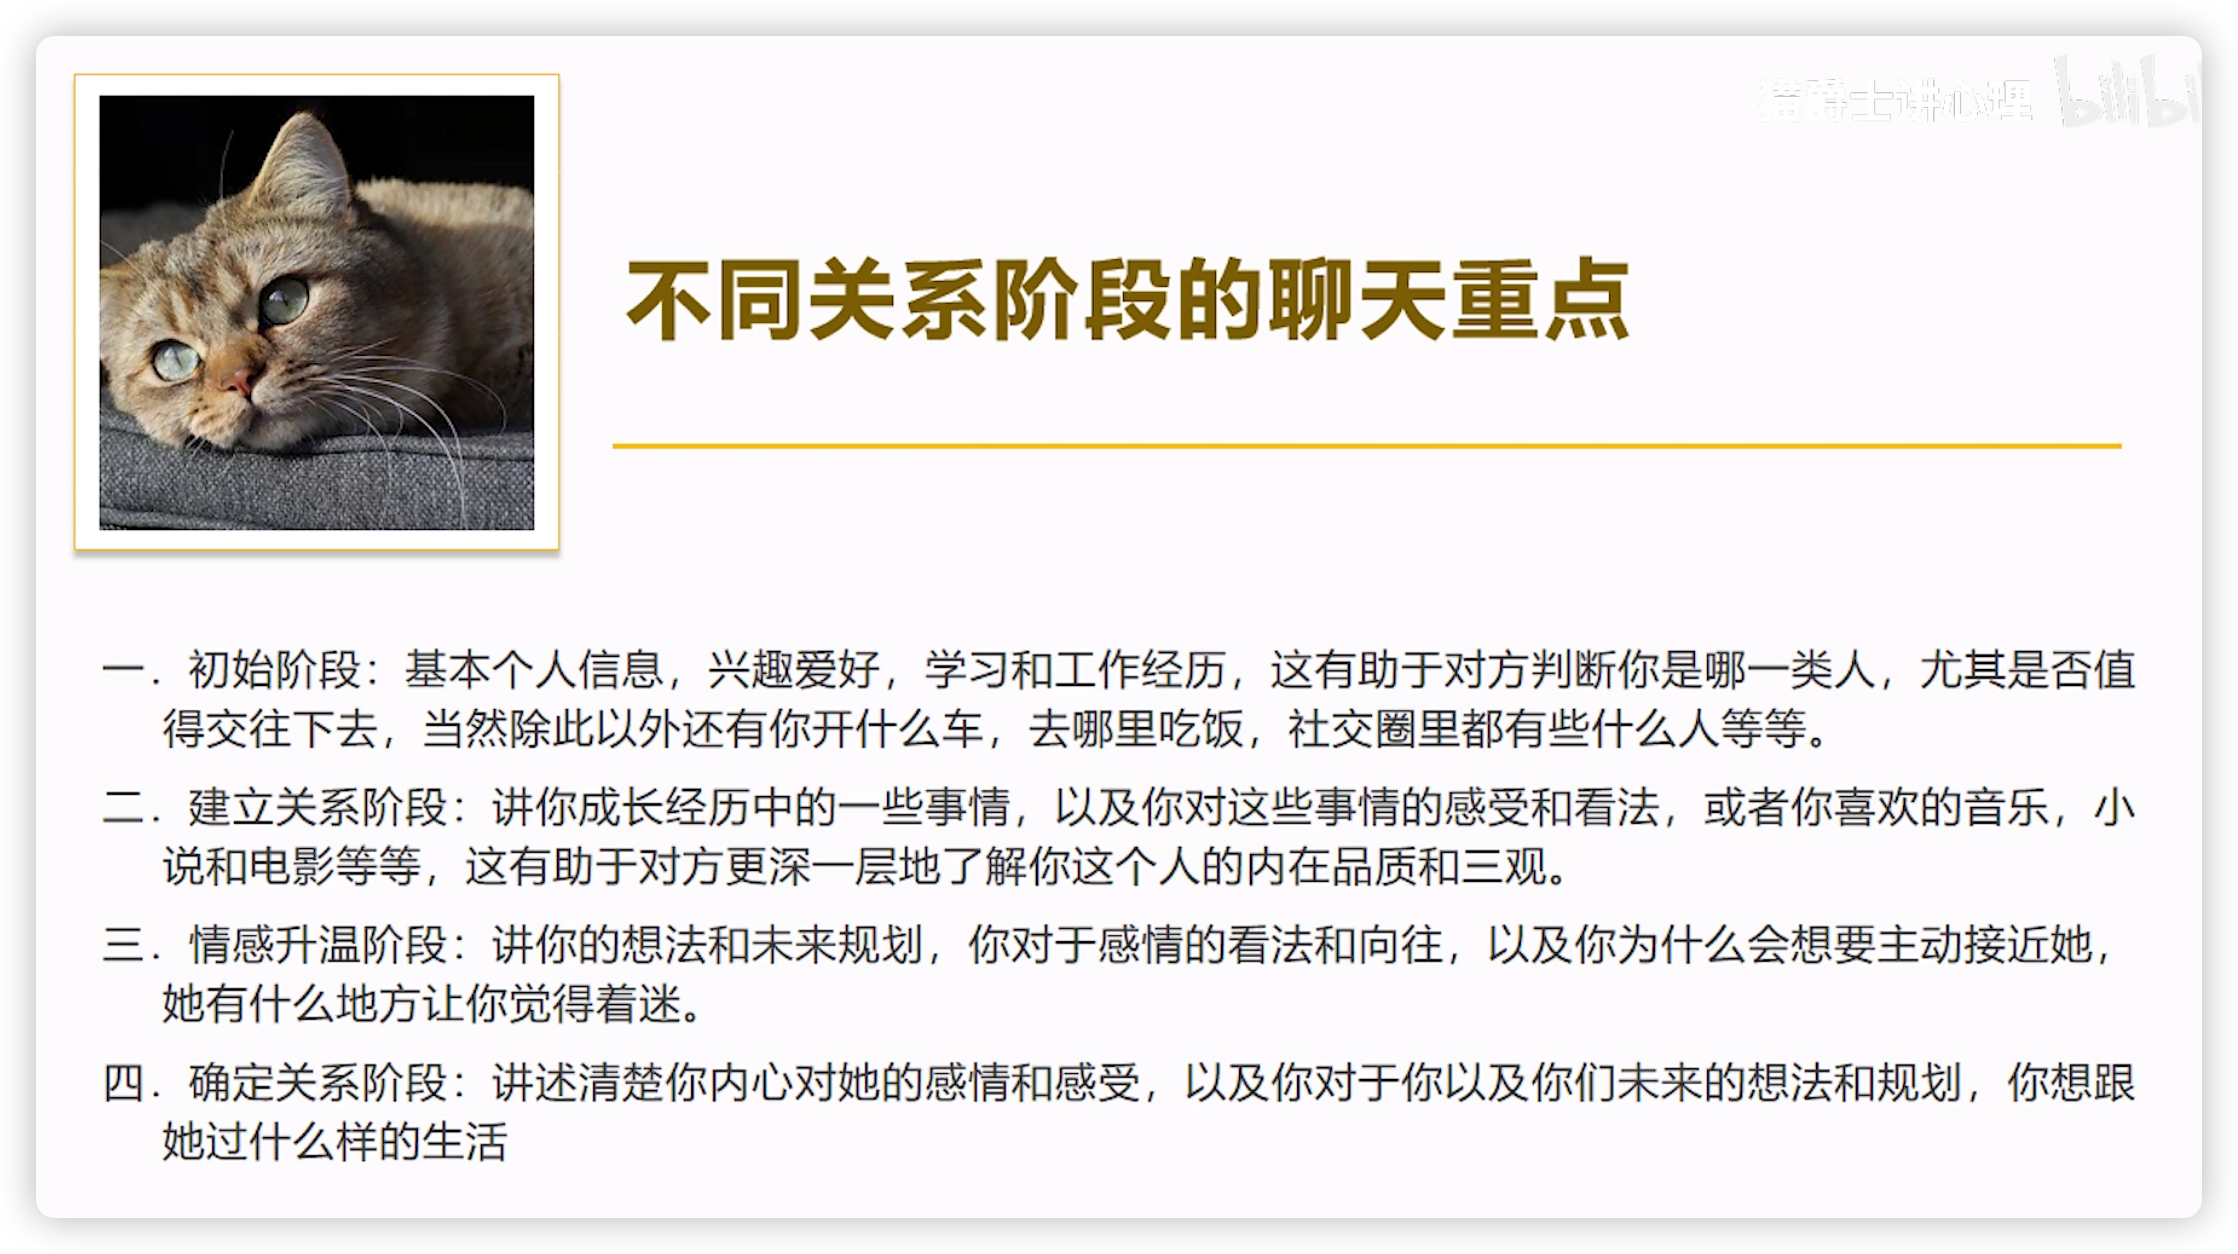 猫爵士讲心理 bilibi
不同关系阶段的聊天重点
一. 初始阶段：基本个人信息，兴趣爱好，学习和工作经历，这有助于对方判断你是哪一类人，尤其是否值
得交往下去，当然除此以外还有你开什么车，去哪里吃饭，社交圈里都有些什么人等等。
二. 建立关系阶段：讲你成长经历中的一些事情，以及你对这些事情的感受和看法，或者你喜欢的音乐，小
说和电影等等，这有助于对方更深一层地了解你这个人的内在品质和三观。
三. 情感升温阶段：讲你的想法和未来规划，你对于感情的看法和向往，以及你为什么会想要主动接近她，
她有什么地方让你觉得着迷。
四. 确定关系阶段：讲述清楚你内心对她的感情和感受，以及你对于你以及你们未来的想法和规划，你想跟
她过什么样的生活